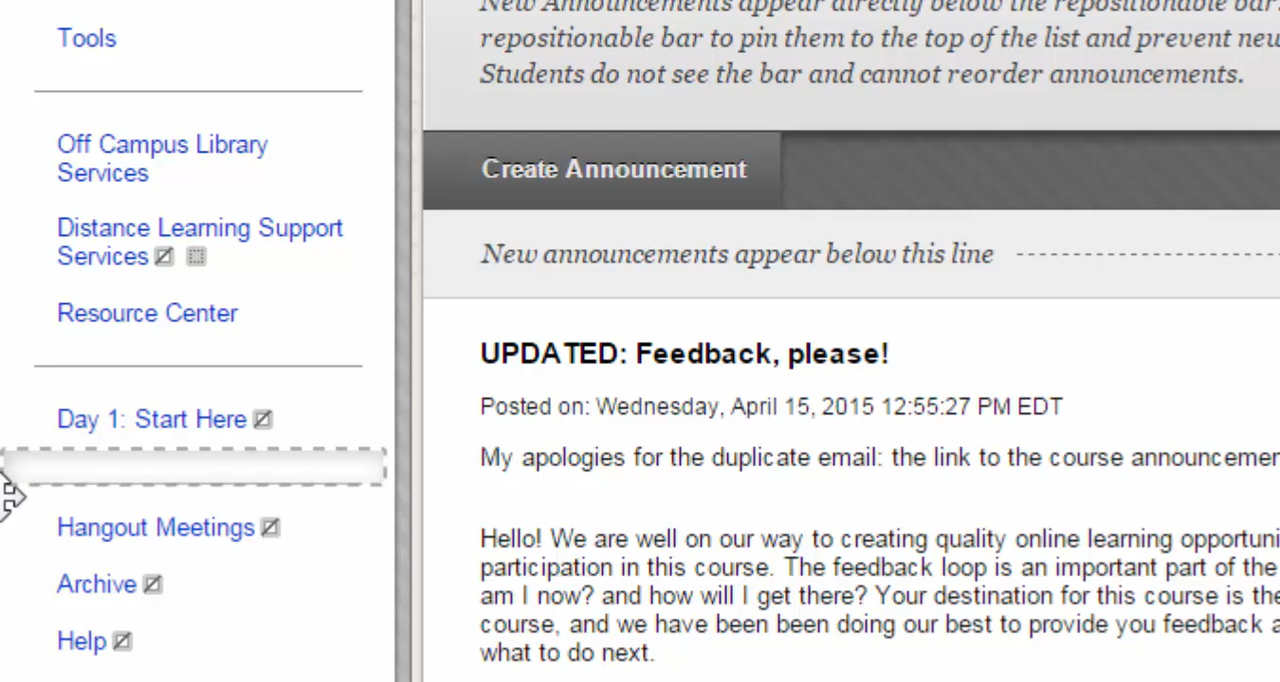 Tools
Off Campus Library
Services
Distance Learning Support
Services
Resource Center
Day 1: Start Here
Hangout Meetings
Archive
Help
New Announcements appear directly below the repositionable bar.
repositionable bar to pin them to the top of the list and prevent new
Students do not see the bar and cannot reorder announcements.
Create Announcement
New announcements appear below this line
UPDATED: Feedback, please!
Posted on: Wednesday, April 15, 2015 12:55:27 PM EDT
My apologies for the duplicate email: the link to the course
Hello! We are well on our way to creating quality online learning
participation in this course. The feedback loop is an important part of the
am I now? and how will I get there? Your destination for this course is
course, and we have been been doing our best to provide you feedback
what to do next.